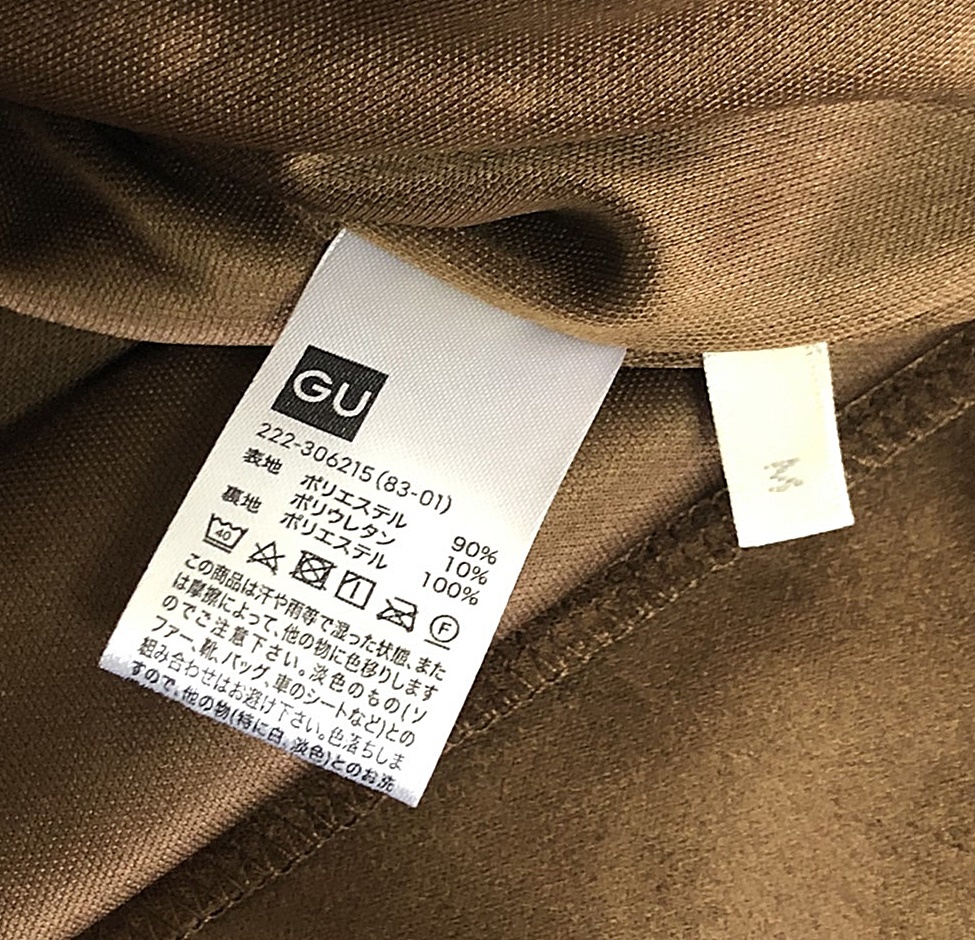 GU
222-306215(83-01)
表地 ポリエステル 90%
ポリウレタン 10%
裏地 ポリエステル 100%
40 F
この商品は汗や雨等で湿った状態、また
は摩擦によって、他の物に色移りします
のでご注意下さい。淡色のもの(ソ
ファー、靴、バッグ、車のシートなど)との
組み合わせはお避け下さい。色落ちしま
すので、他の物(特に白、淡色)とのお洗
M